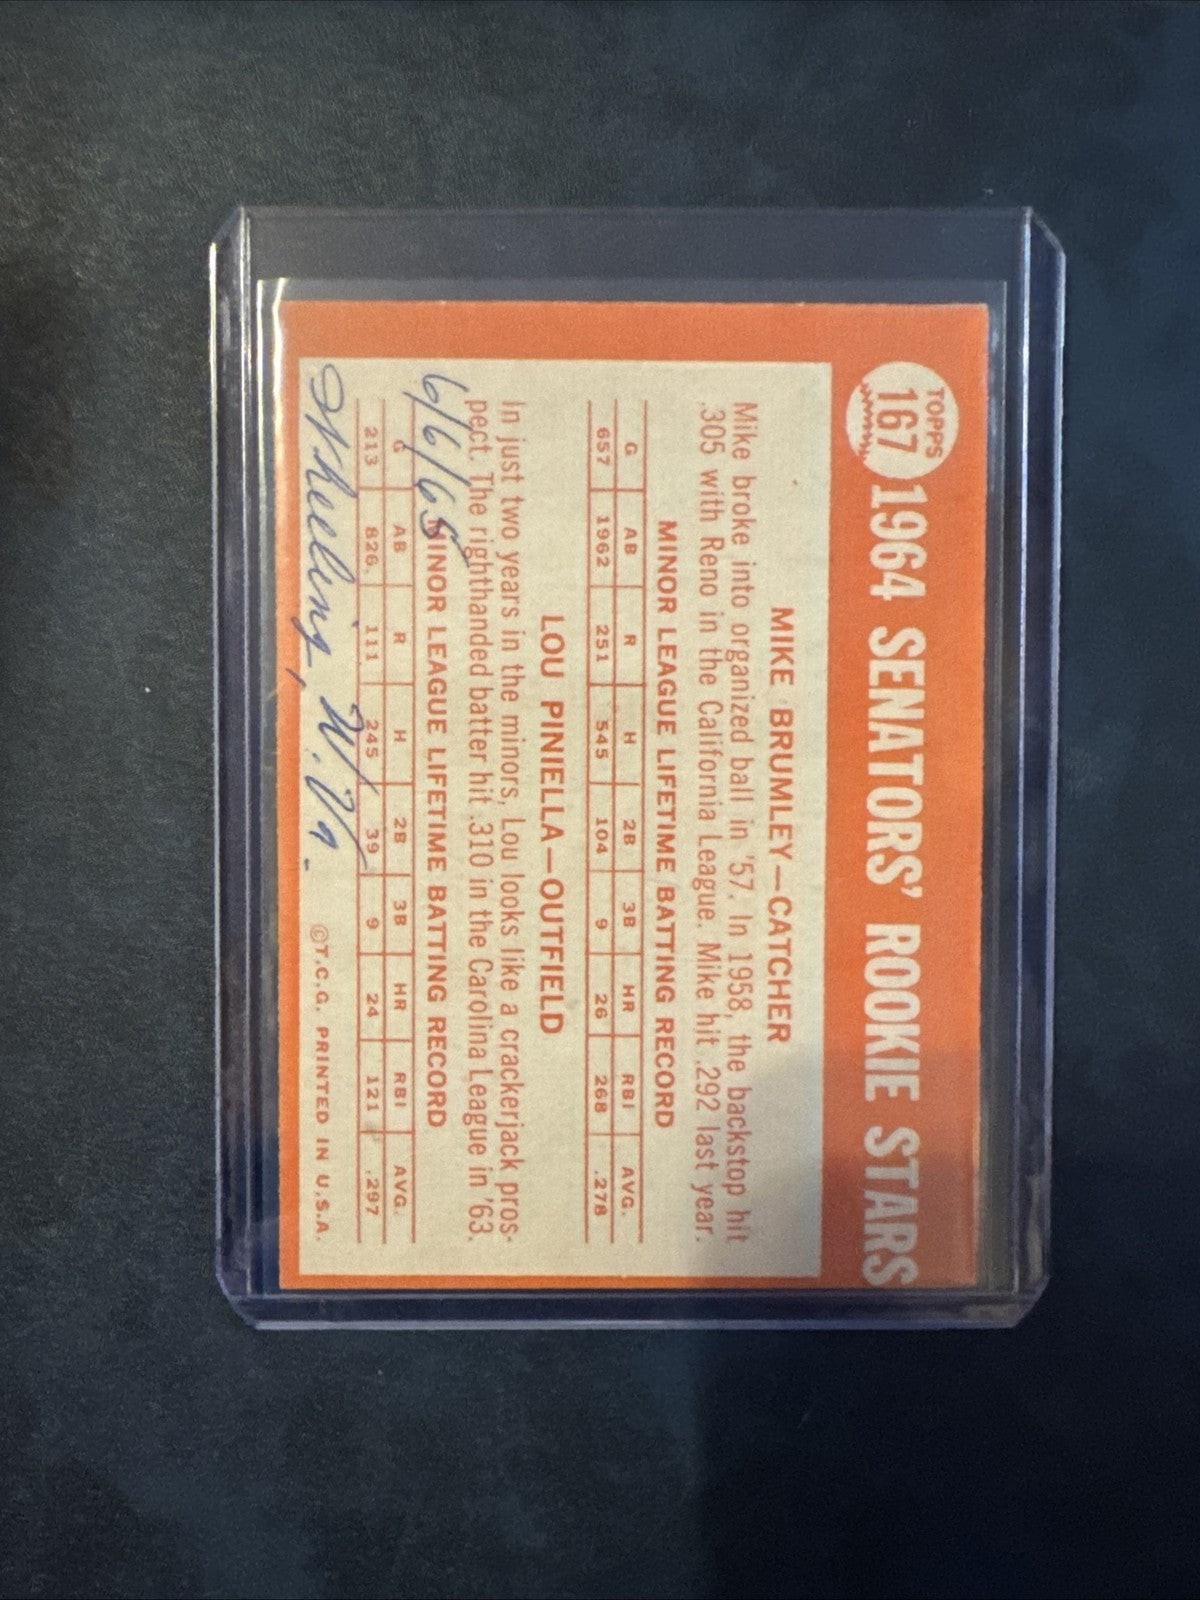 TOPPS
167
1964 SENATORS' ROOKIE STARS
MIKE BRUMLEY—CATCHER
Mike broke into organized ball in '57. In 1958, the backstop hit
.305 with Reno in the California League. Mike hit .292 last year.
MINOR LEAGUE LIFETIME BATTING RECORD
G AB R H 2B 3B HR RBI AVG.
657 1962 251 545 104 9 26 268 .278
LOU PINIELLA—OUTFIELD
In just two years in the minors, Lou looks like a crackerjack pros-
pect. The righthanded batter hit .310 in the Carolina League in '63.
6/6/65
MINOR LEAGUE LIFETIME BATTING RECORD
G AB R H 2B 3B HR RBI AVG.
213 826 111 245 39 9 24 121 .297
Wheeling, W. Va.
©T.C.G. PRINTED IN U.S.A.